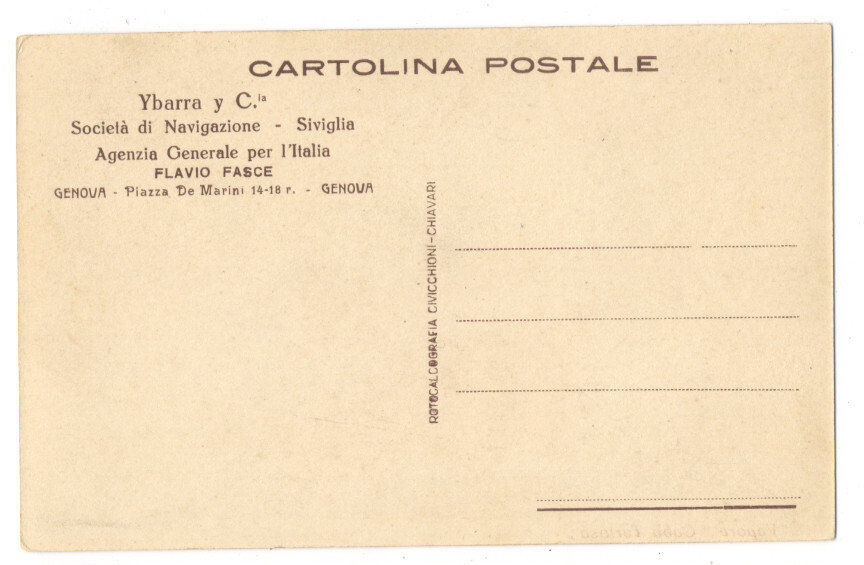 CARTOLINA POSTALE
Ybarra y C.ia
Società di Navigazione - Siviglia
Agenzia Generale per l'Italia
FLAVIO FASCE
GENOVA - Piazza De Marini 14-18 r. - GENOVA
ROTOCALCOGRAFIA CIVICCHIONI-CHIAVARI